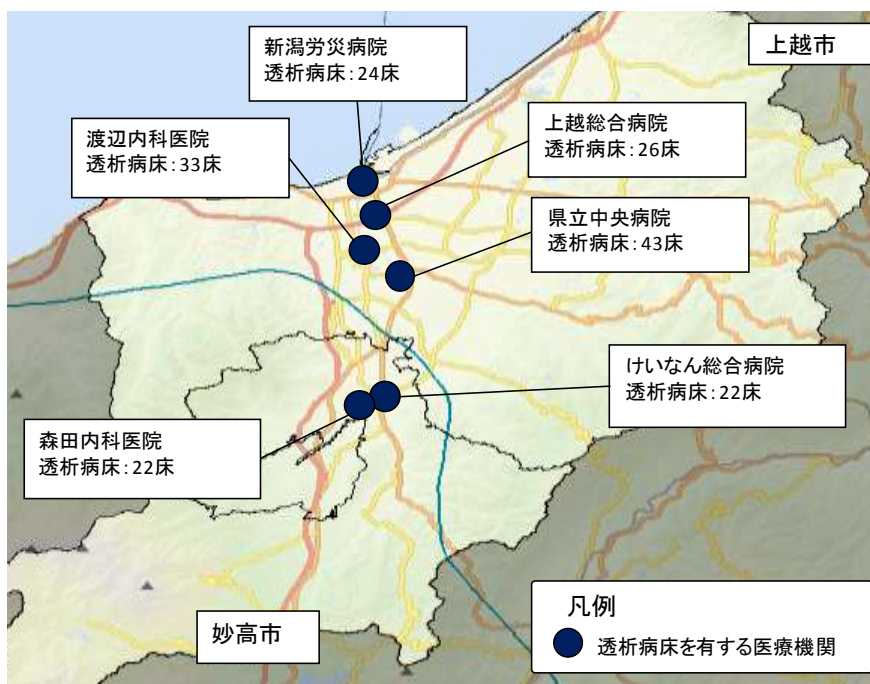 新潟労災病院
透析病床：24床
上越市
渡辺内科医院
透析病床：33床
上越総合病院
透析病床：26床
県立中央病院
透析病床：43床
けいなん総合病院
透析病床：22床
森田内科医院
透析病床：22床
妙高市
凡例
透析病床を有する医療機関